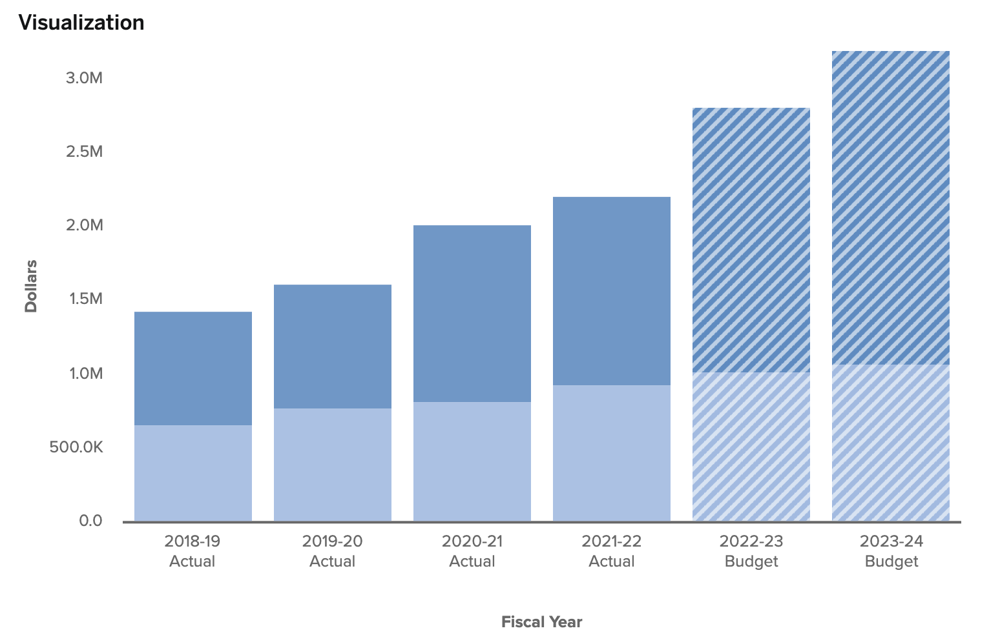 Visualization
3.0M
2.5M
2.0M
1.5M
1.0M
500.0K
0.0
Dollars
2018-19
Actual
2019-20
Actual
2020-21
Actual
2021-22
Actual
2022-23
Budget
2023-24
Budget
Fiscal Year